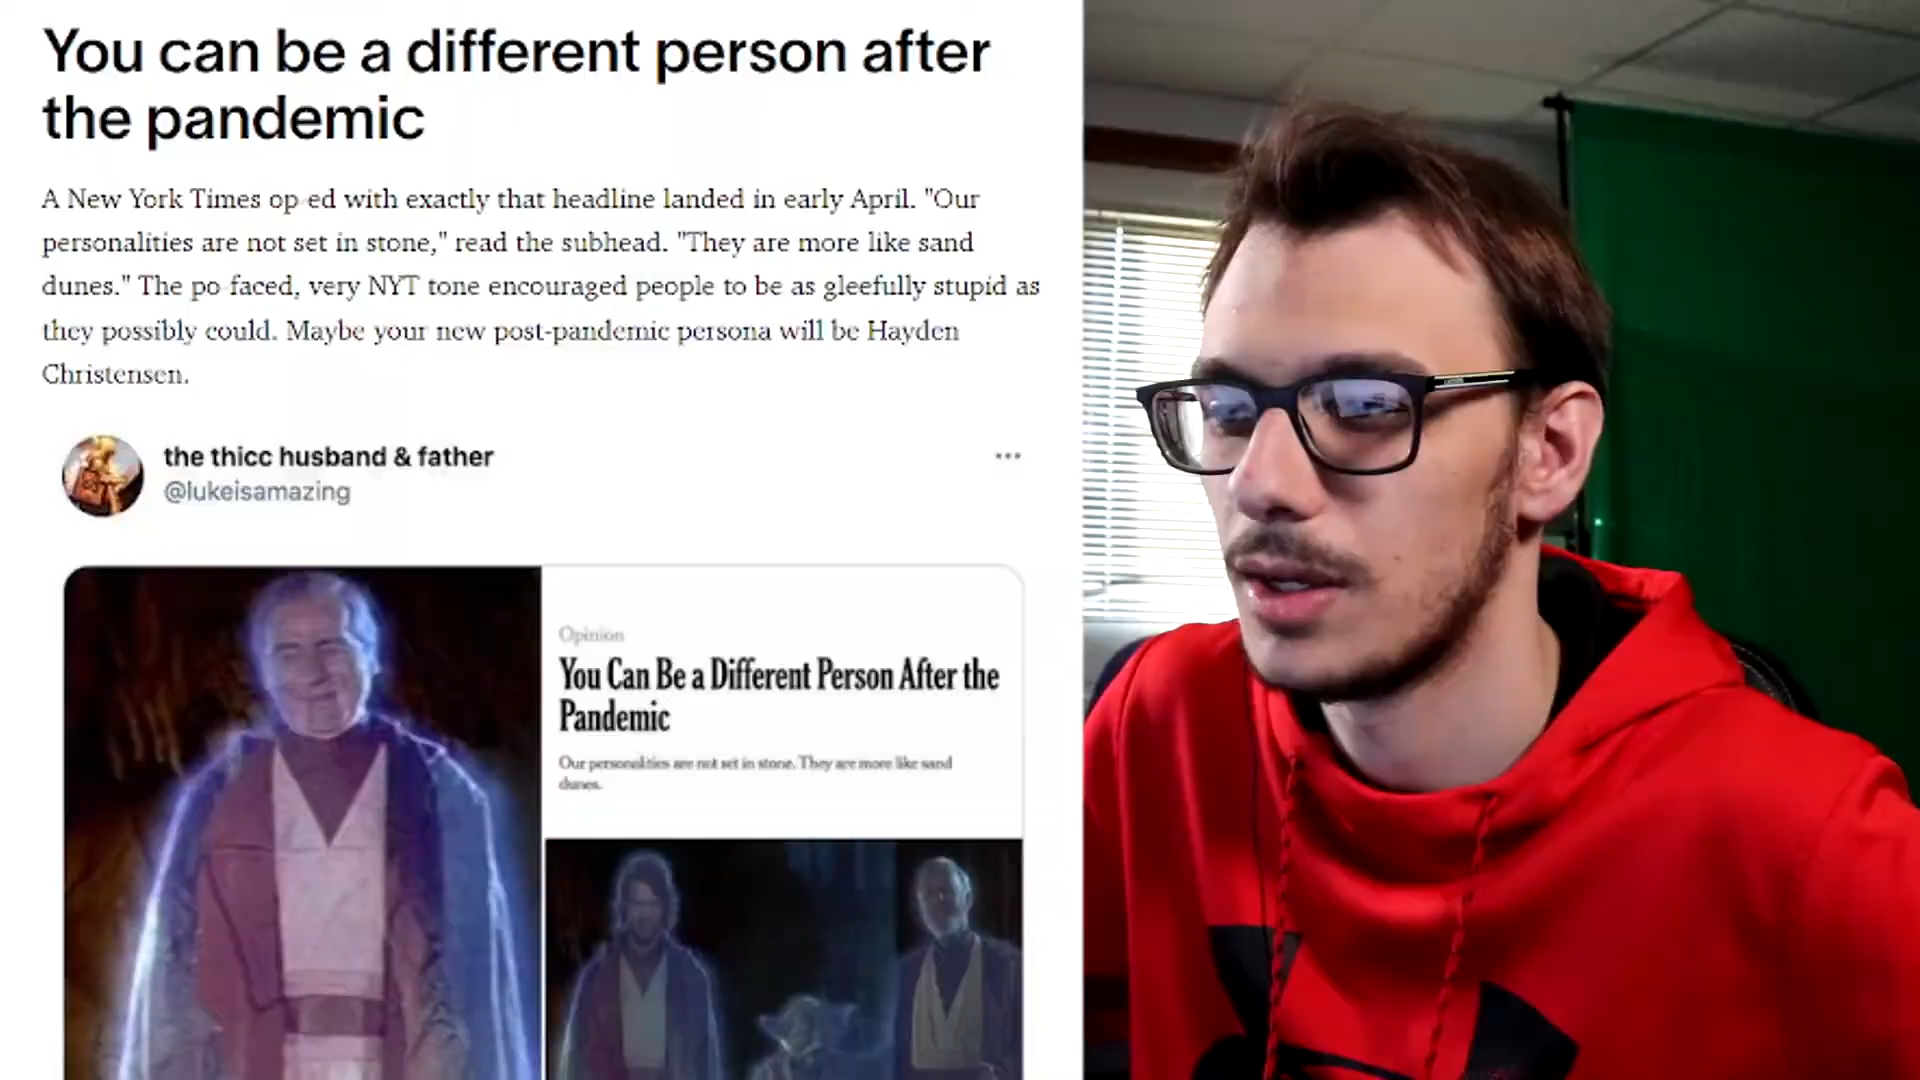 You can be a different person after
the pandemic
A New York Times op-ed with exactly that headline landed in early April. "Our
personalities are not set in stone," read the subhead. "They are more like sand
dunes." The po-faced, very NYT tone encouraged people to be as gleefully stupid as
they possibly could. Maybe your new post-pandemic persona will be Hayden
Christensen.
the thicc husband & father
@lukeisamazing
Opinion
You Can Be a Different Person After the
Pandemic
Our personalities are not set in stone. They are more like sand
dunes.